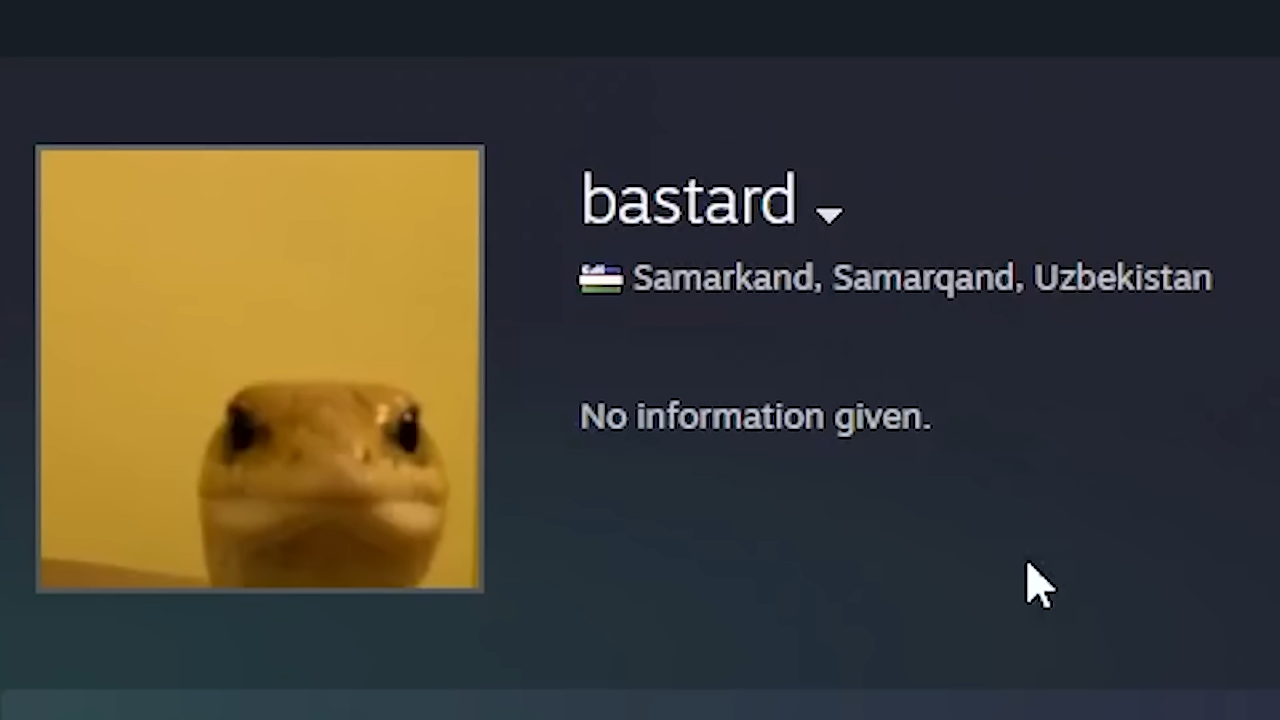 bastard
Samarkand, Samarqand, Uzbekistan
No information given.